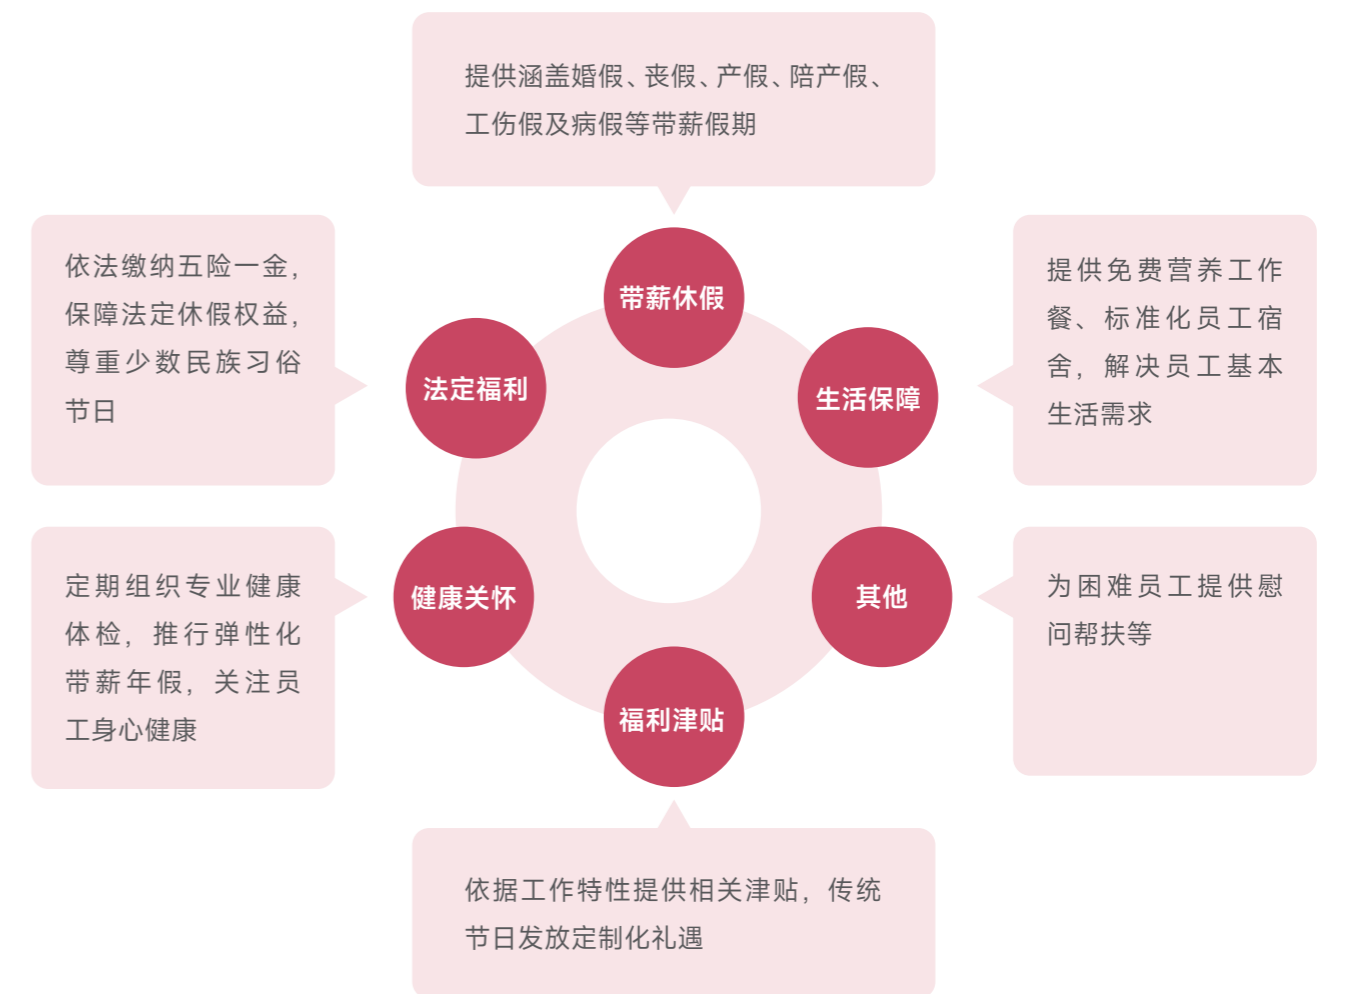 提供涵盖婚假、丧假、产假、陪产假、
工伤假及病假等带薪假期
带薪休假
依法缴纳五险一金,
保障法定休假权益,
尊重少数民族习俗
节日
法定福利
提供免费营养工作
餐、标准化员工宿
舍, 解决员工基本
生活需求
生活保障
定期组织专业健康
体检, 推行弹性化
带薪年假, 关注员
工身心健康
健康关怀
为困难员工提供慰
问帮扶等
其他
福利津贴
依据工作特性提供相关津贴, 传统
节日发放定制化礼遇